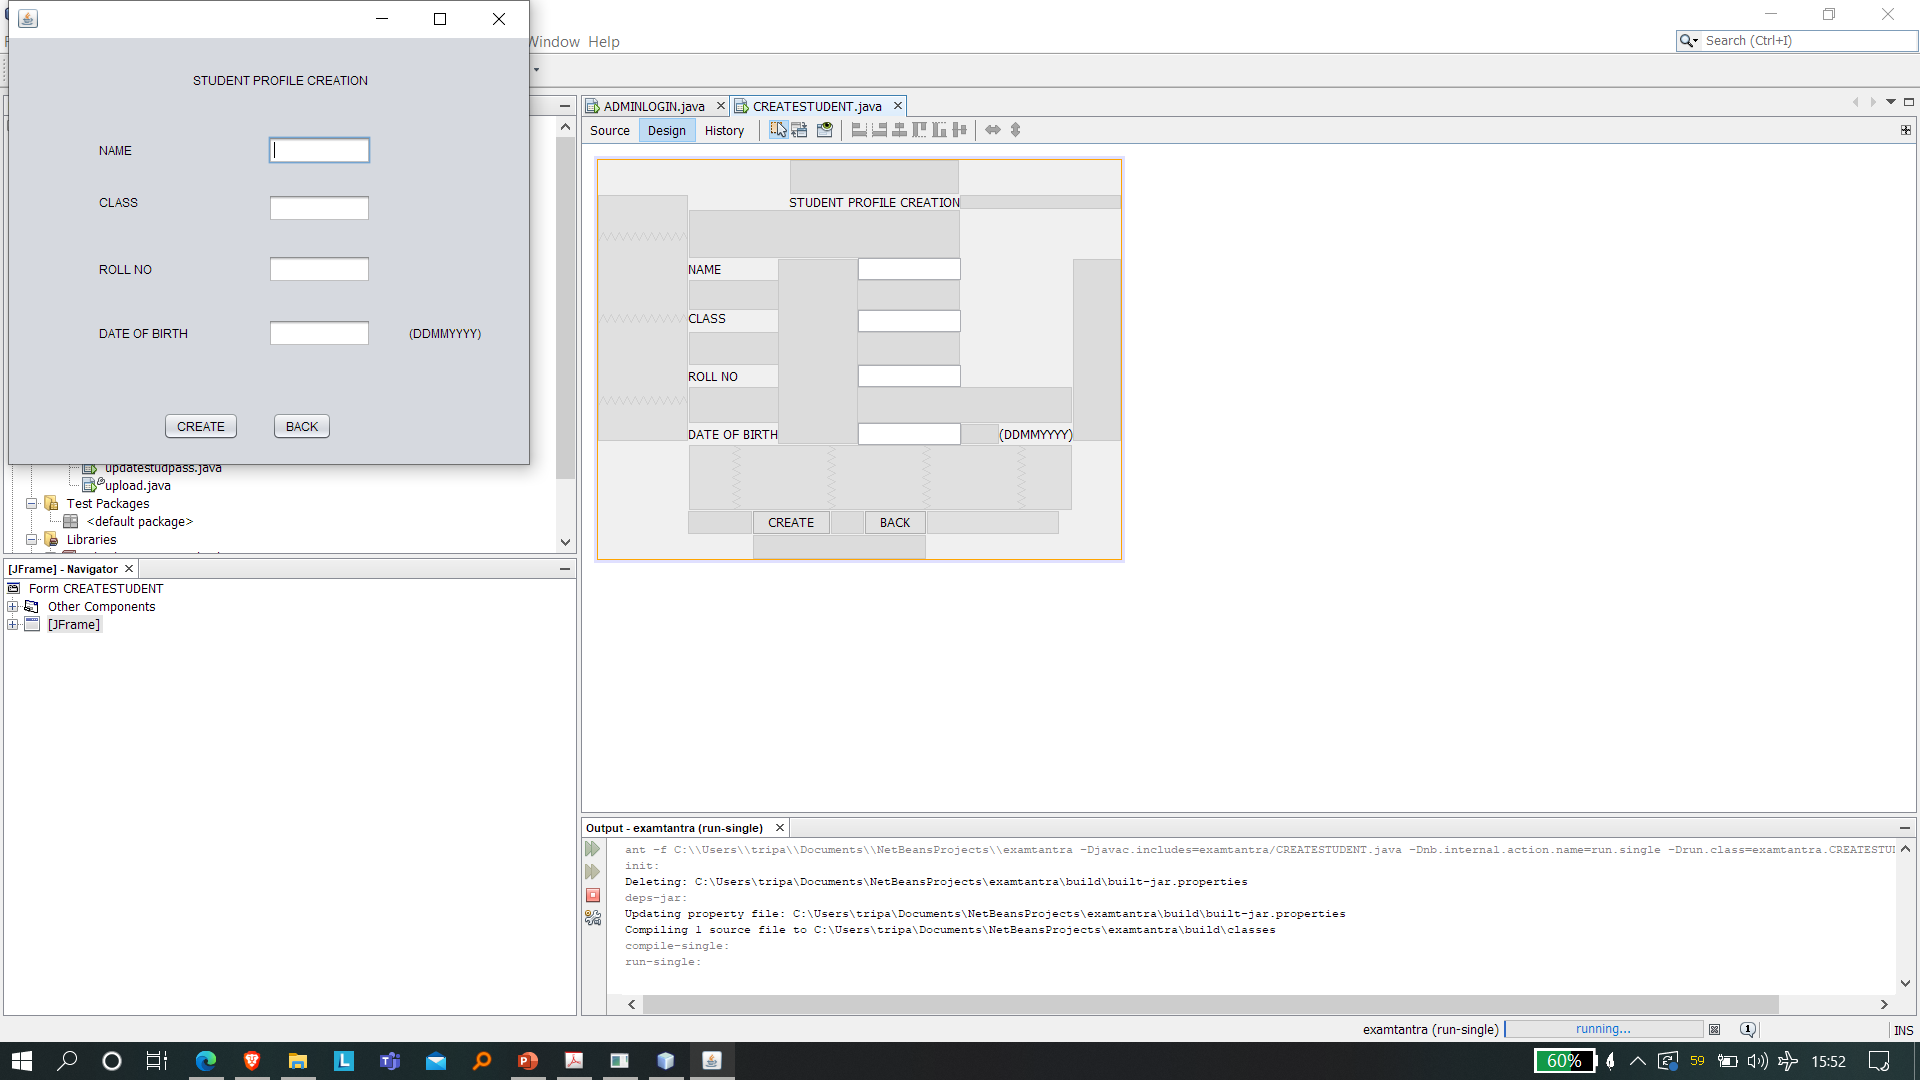 Window Help
Search (Ctrl+I)
STUDENT PROFILE CREATION
NAME
CLASS
ROLL NO
DATE OF BIRTH (DDMMYYYY)
CREATE BACK
updatestudpass.java
upload.java
Test Packages
<default package>
Libraries
[JFrame] - Navigator
Form CREATESTUDENT
Other Components
[JFrame]
ADMINLOGIN.java CREATESTUDENT.java
Source Design History
STUDENT PROFILE CREATION
NAME
CLASS
ROLL NO
DATE OF BIRTH (DDMMYYYY)
CREATE BACK
Output - examtantra (run-single)
ant -f C:\\Users\\tripa\\Documents\\NetBeansProjects\\examtantra -Djavac.includes=examtantra/CREATESTUDENT.java -Dnb.internal.action.name=run.single -Drun.class=examtantra.CREATESTU
init:
Deleting: C:\Users\tripa\Documents\NetBeansProjects\examtantra\build\built-jar.properties
deps-jar:
Updating property file: C:\Users\tripa\Documents\NetBeansProjects\examtantra\build\built-jar.properties
Compiling 1 source file to C:\Users\tripa\Documents\NetBeansProjects\examtantra\build\classes
compile-single:
run-single:
examtantra (run-single) running... 1 INS
60% 59 15:52